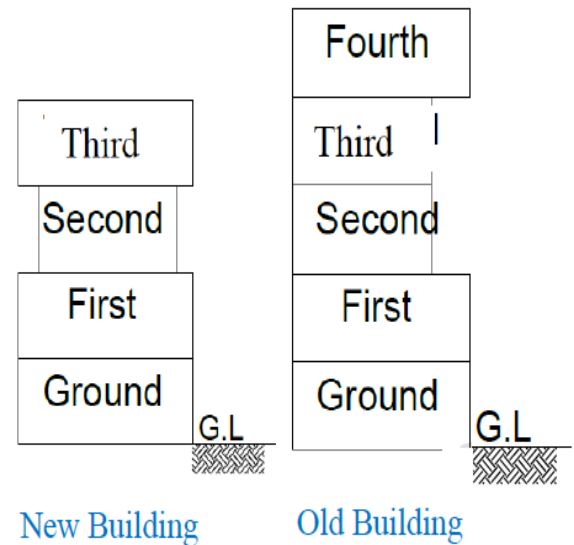 Third
Second
First
Ground
G.L
New Building
Fourth
Third
Second
First
Ground
G.L
Old Building